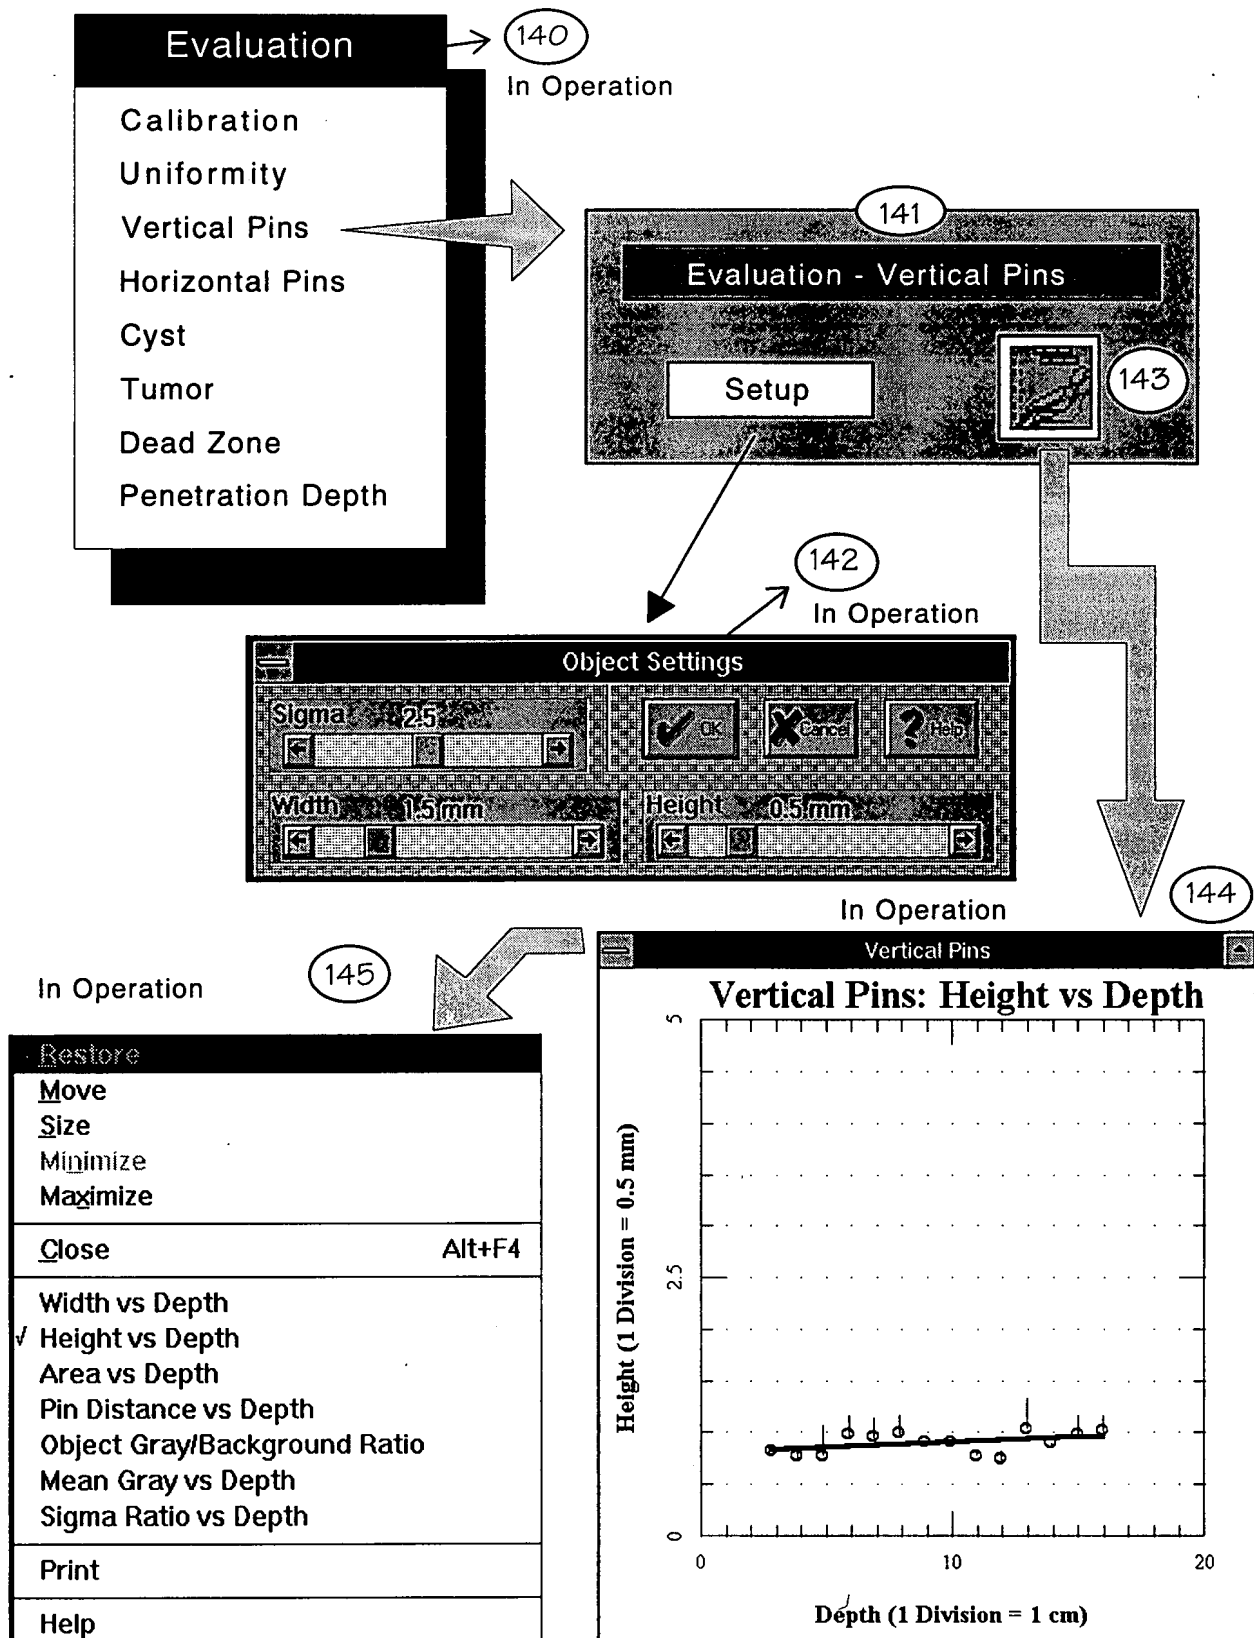 Evaluation
140
In Operation
Calibration
Uniformity
Vertical Pins
Horizontal Pins
Cyst
Tumor
Dead Zone
Penetration Depth
141
Evaluation - Vertical Pins
Setup
143
142
In Operation
Object Settings
Sigma 2.5
OK
Cancel
? Help
Width 1.5 mm
Height 0.5 mm
In Operation
144
In Operation
145
Restore
Move
Size
Minimize
Maximize
Close Alt+F4
Width vs Depth
√ Height vs Depth
Area vs Depth
Pin Distance vs Depth
Object Gray/Background Ratio
Mean Gray vs Depth
Sigma Ratio vs Depth
Print
Help
Vertical Pins
Vertical Pins: Height vs Depth
5
2.5
0
Height (1 Division = 0.5 mm)
0 10 20
Depth (1 Division = 1 cm)